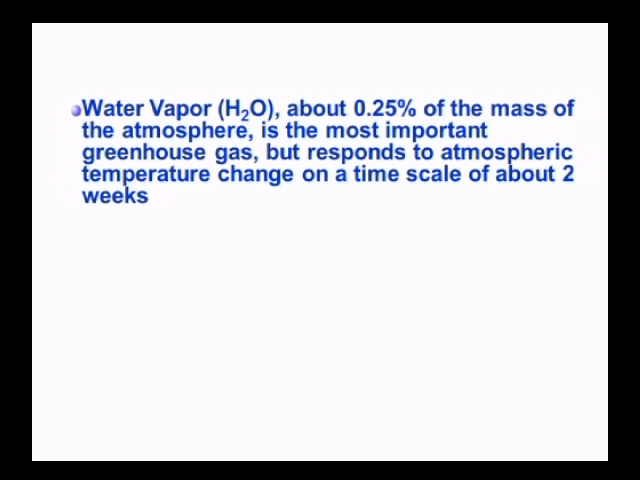 Water Vapor (H₂O), about 0.25% of the mass of
the atmosphere, is the most important
greenhouse gas, but responds to atmospheric
temperature change on a time scale of about 2
weeks